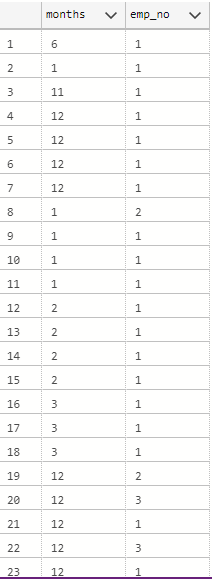 months emp_no
1 6 1
2 1 1
3 11 1
4 12 1
5 12 1
6 12 1
7 12 1
8 1 2
9 1 1
10 1 1
11 1 1
12 2 1
13 2 1
14 2 1
15 2 1
16 3 1
17 3 1
18 3 1
19 12 2
20 12 3
21 12 1
22 12 3
23 12 1